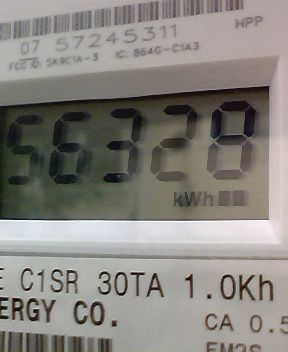 HPP
07 57245311
FCC ID: SK9C1A-3 IC: 864G-C1A3
56328
kWh
E C1SR 30TA 1.0Kh
ERGY CO.
CA 0.5
EM2S